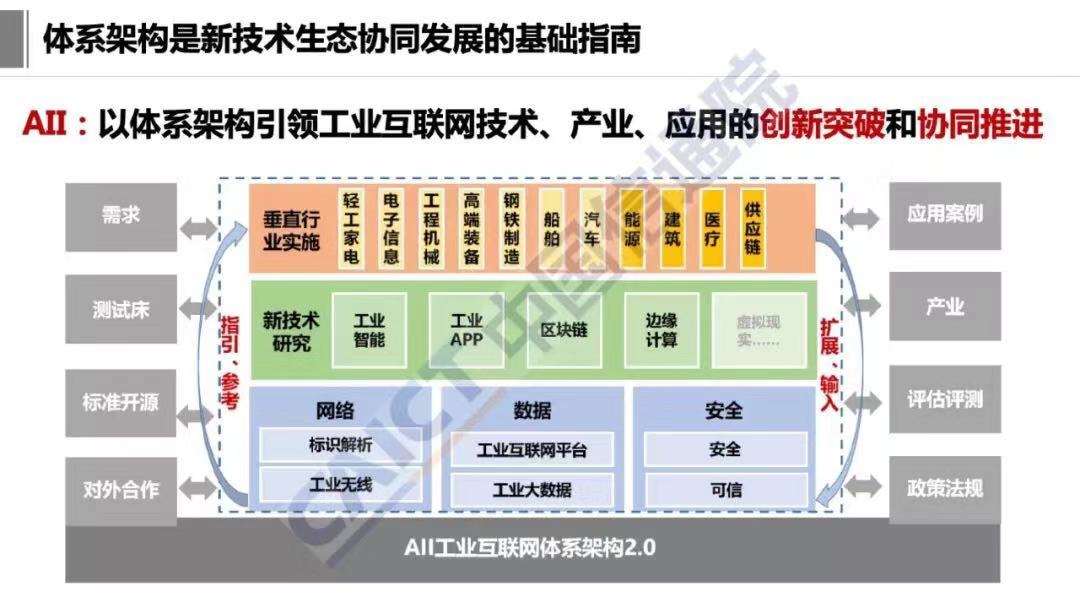 体系架构是新技术生态协同发展的基础指南
AII：以体系架构引领工业互联网技术、产业、应用的创新突破和协同推进
需求
测试床
标准开源
对外合作
指引、参考
垂直行
业实施
轻工家电
电子信息
工程机械
高端装备
钢铁制造
船舶
汽车
能源
建筑
医疗
供应链
新技术
研究
工业
智能
工业
APP
区块链
边缘
计算
虚拟现
实……
网络
标识解析
工业无线
数据
工业互联网平台
工业大数据
安全
安全
可信
扩展、输入
应用案例
产业
评估评测
政策法规
AII工业互联网体系架构2.0
CAICT 中国信通院